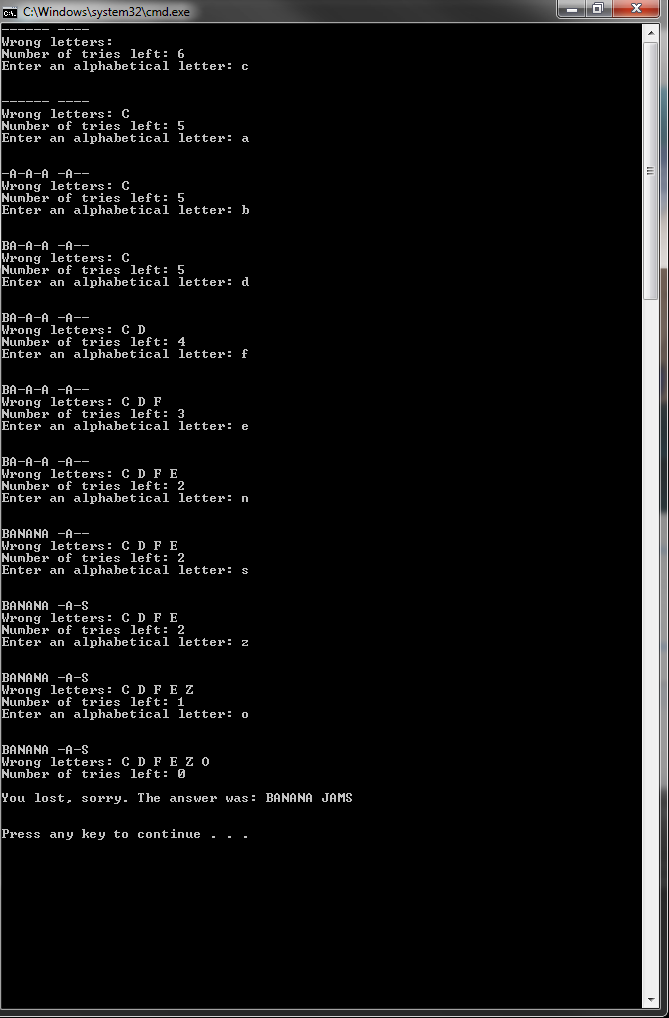 C:\Windows\system32\cmd.exe
------ ----
Wrong letters:
Number of tries left: 6
Enter an alphabetical letter: c
------ ----
Wrong letters: C
Number of tries left: 5
Enter an alphabetical letter: a
-A-A-A -A--
Wrong letters: C
Number of tries left: 5
Enter an alphabetical letter: b
BA-A-A -A--
Wrong letters: C
Number of tries left: 5
Enter an alphabetical letter: d
BA-A-A -A--
Wrong letters: C D
Number of tries left: 4
Enter an alphabetical letter: f
BA-A-A -A--
Wrong letters: C D F
Number of tries left: 3
Enter an alphabetical letter: e
BA-A-A -A--
Wrong letters: C D F E
Number of tries left: 2
Enter an alphabetical letter: n
BANANA -A--
Wrong letters: C D F E
Number of tries left: 2
Enter an alphabetical letter: s
BANANA -A-S
Wrong letters: C D F E
Number of tries left: 2
Enter an alphabetical letter: z
BANANA -A-S
Wrong letters: C D F E Z
Number of tries left: 1
Enter an alphabetical letter: o
BANANA -A-S
Wrong letters: C D F E Z O
Number of tries left: 0
You lost, sorry. The answer was: BANANA JAMS
Press any key to continue . . .